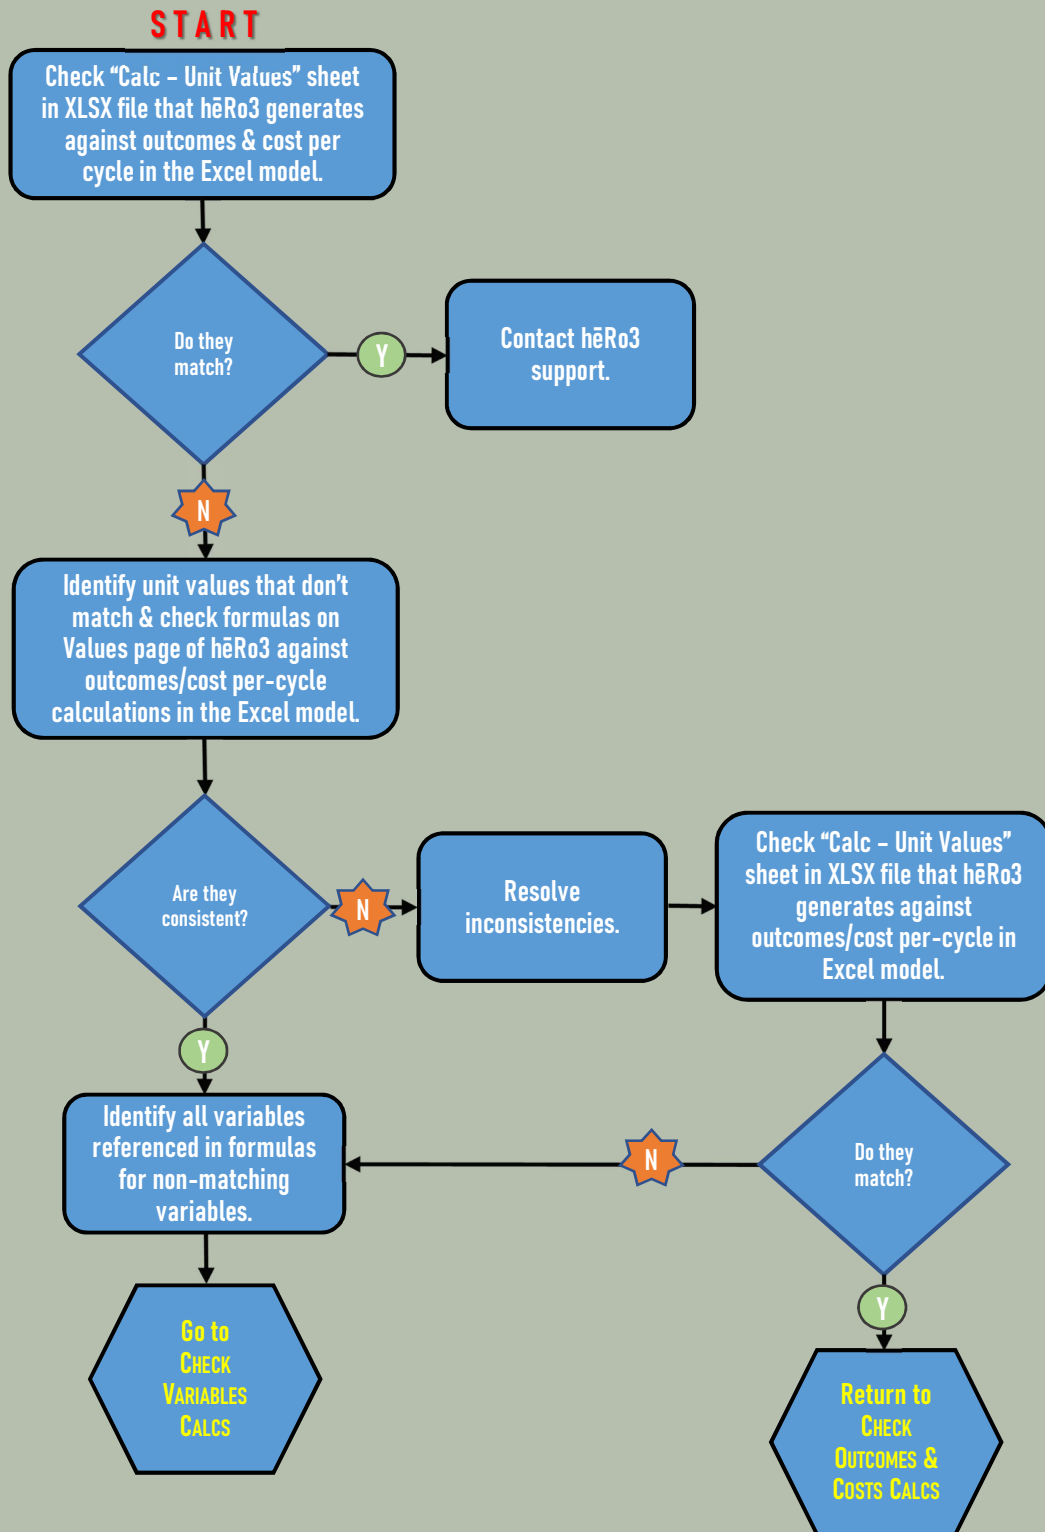 START
Check “Calc – Unit Values” sheet
in XLSX file that hēRo3 generates
against outcomes & cost per
cycle in the Excel model.
Do they
match?
Y
Contact hēRo3
support.
N
Identify unit values that don’t
match & check formulas on
Values page of hēRo3 against
outcomes/cost per-cycle
calculations in the Excel model.
Are they
consistent?
N
Resolve
inconsistencies.
Check “Calc – Unit Values”
sheet in XLSX file that hēRo3
generates against
outcomes/cost per-cycle in
Excel model.
Y
Identify all variables
referenced in formulas
for non-matching
variables.
N
Do they
match?
Y
Go to
CHECK
VARIABLES
CALCS
Return to
CHECK
OUTCOMES &
COSTS CALCS